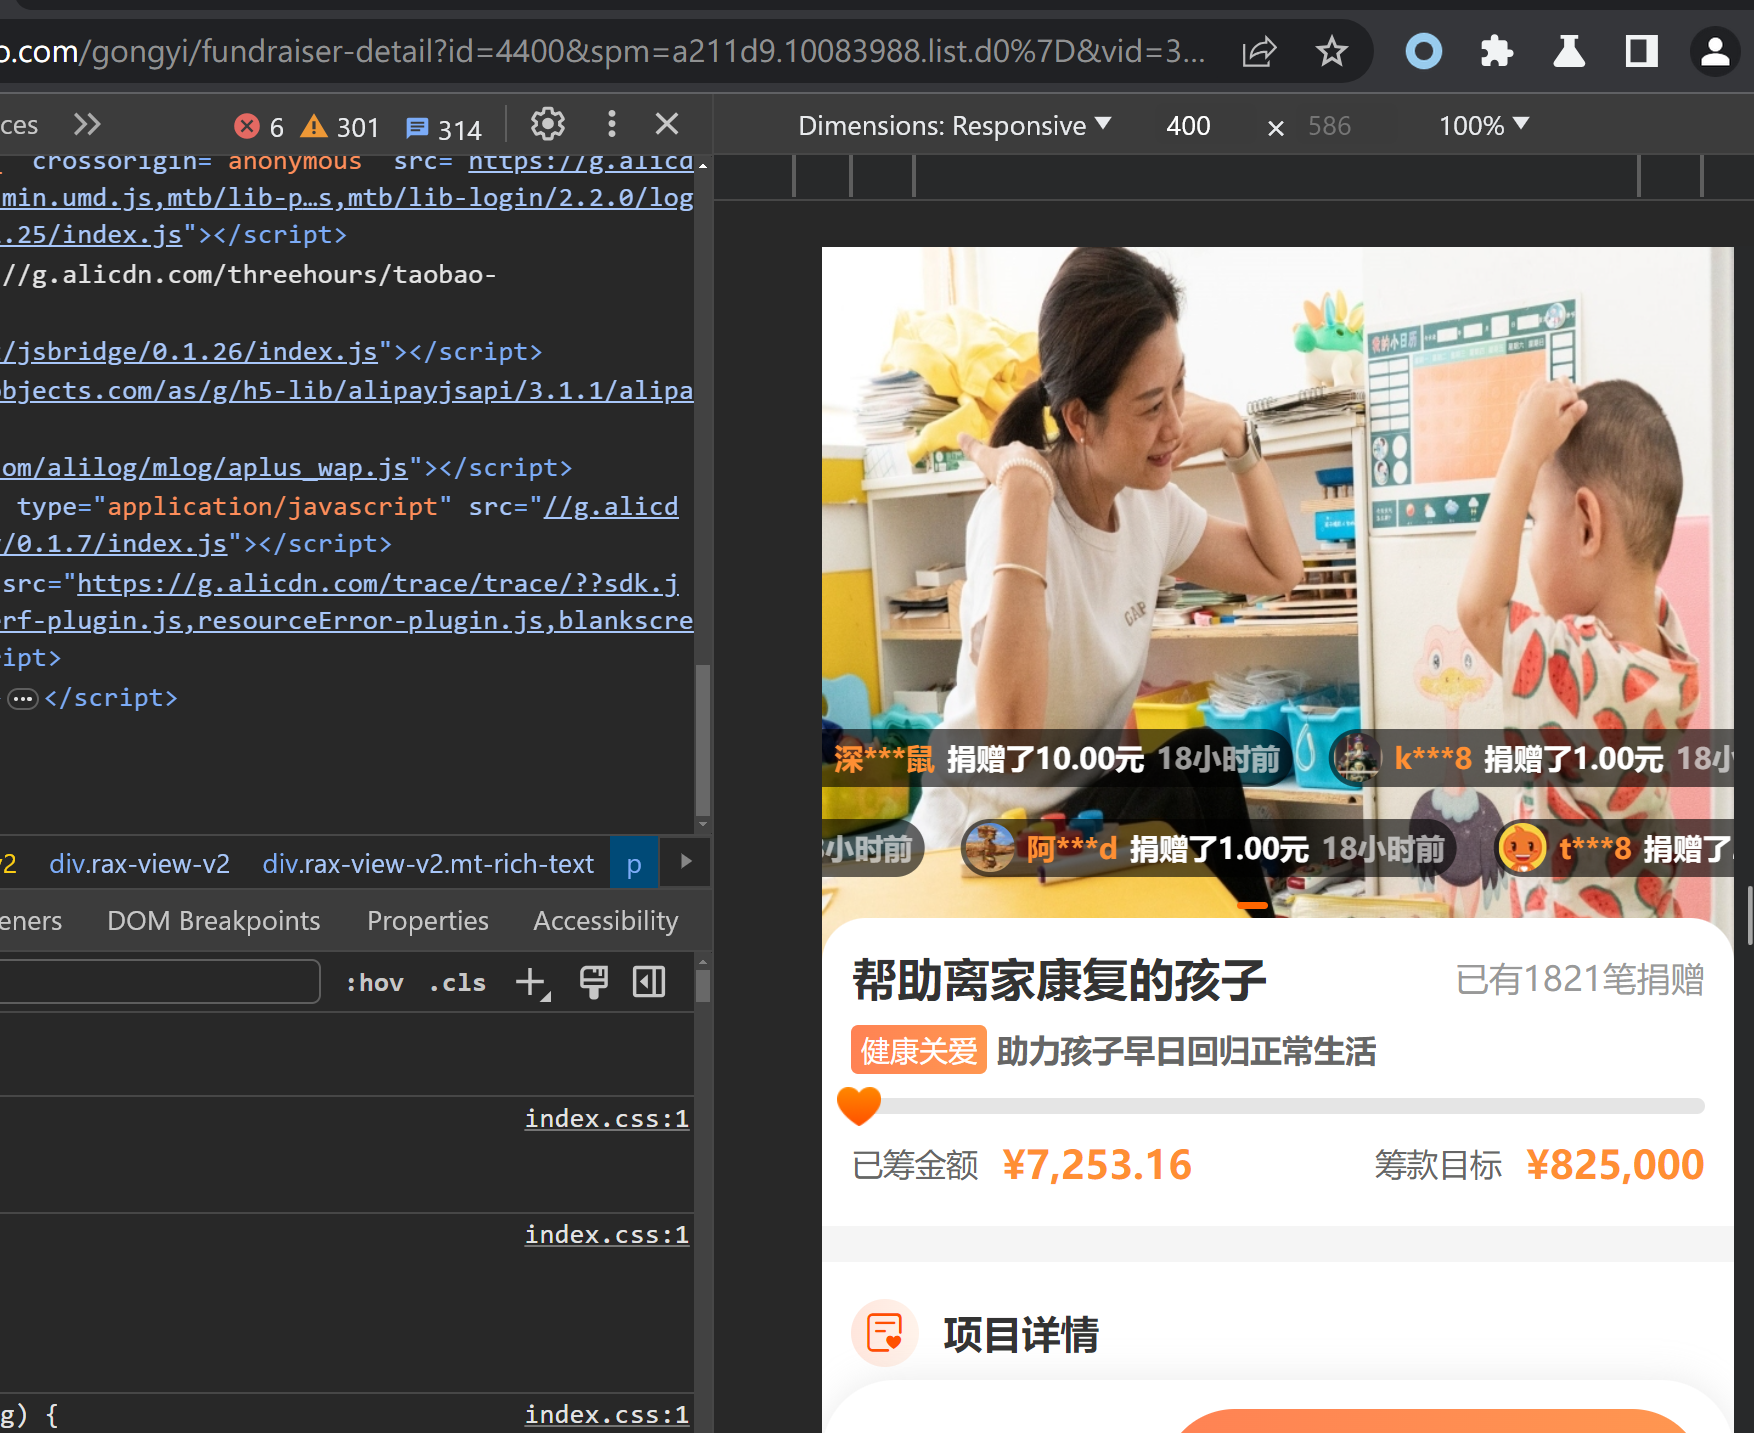 o.com/gongyi/fundraiser-detail?id=4400&spm=a211d9.10083988.list.d0%7D&vid=3...
ces 6 301 314
Dimensions: Responsive 400 × 586 100%
crossorigin="anonymous" src="https://g.alicd
min.umd.js,mtb/lib-p…s,mtb/lib-login/2.2.0/log
.25/index.js"></script>
//g.alicdn.com/threehours/taobao-
/jsbridge/0.1.26/index.js"></script>
bjects.com/as/g/h5-lib/alipayjsapi/3.1.1/alipa
om/alilog/mlog/aplus_wap.js"></script>
type="application/javascript" src="//g.alicd
/0.1.7/index.js"></script>
src="https://g.alicdn.com/trace/trace/??sdk.j
rf-plugin.js,resourceError-plugin.js,blankscre
ipt>
…</script>
v2 div.rax-view-v2 div.rax-view-v2.mt-rich-text p
eners DOM Breakpoints Properties Accessibility
:hov .cls
index.css:1
index.css:1
g) { index.css:1
我的小日历
GAP
深***鼠 捐赠了10.00元 18小时前 k***8 捐赠了1.00元 18小
小时前 阿***d 捐赠了1.00元 18小时前 t***8 捐赠了
帮助离家康复的孩子 已有1821笔捐赠
健康关爱 助力孩子早日回归正常生活
已筹金额 ¥7,253.16 筹款目标 ¥825,000
项目详情